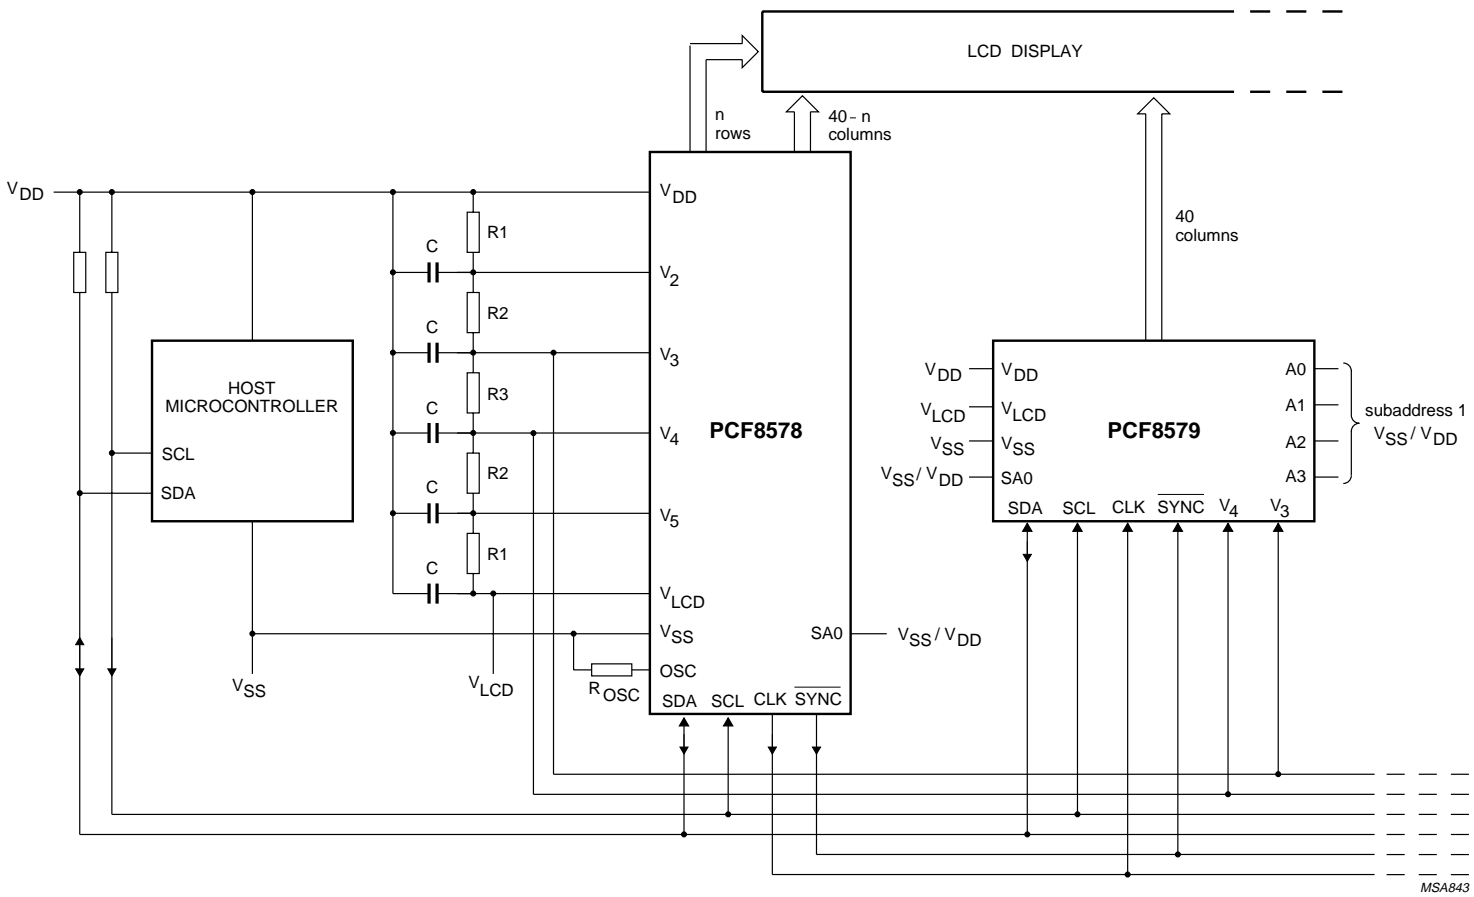 LCD DISPLAY
n
rows
40 - n
columns
40
columns
VDD
VDD
R1
C
V2
R2
C
V3
R3
C
V4
R2
C
V5
R1
C
VLCD
VSS
OSC
ROSC
VSS
VLCD
HOST
MICROCONTROLLER
SCL
SDA
PCF8578
SA0
VSS / VDD
SDA
SCL
CLK
SYNC
VDD
VDD
VLCD
VLCD
VSS
VSS
VSS / VDD
SA0
PCF8579
A0
A1
A2
A3
subaddress 1
VSS / VDD
SDA
SCL
CLK
SYNC
V4
V3
MSA843